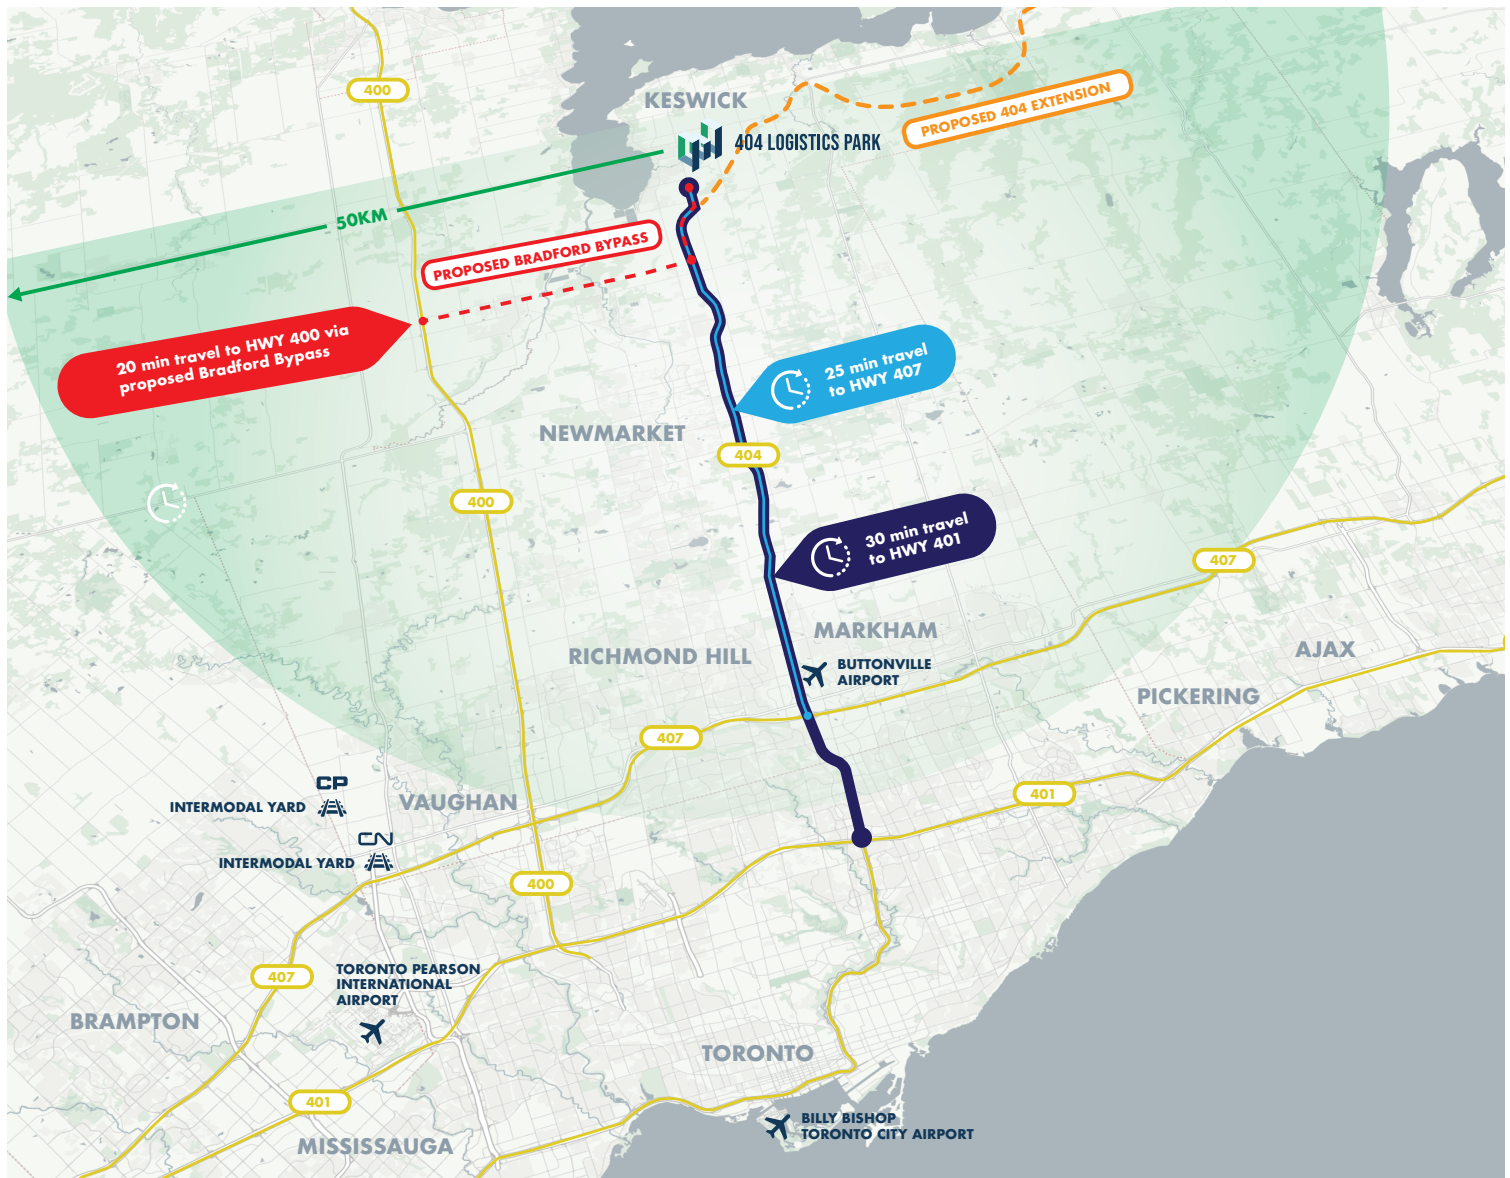 400
KESWICK
404 LOGISTICS PARK
PROPOSED 404 EXTENSION
50KM
PROPOSED BRADFORD BYPASS
20 min travel to HWY 400 via
proposed Bradford Bypass
25 min travel
to HWY 407
NEWMARKET
404
400
30 min travel
to HWY 401
407
MARKHAM
RICHMOND HILL
BUTTONVILLE
AIRPORT
AJAX
PICKERING
407
CP
INTERMODAL YARD
VAUGHAN
401
CN
INTERMODAL YARD
400
407
TORONTO PEARSON
INTERNATIONAL
AIRPORT
BRAMPTON
TORONTO
401
BILLY BISHOP
TORONTO CITY AIRPORT
MISSISSAUGA